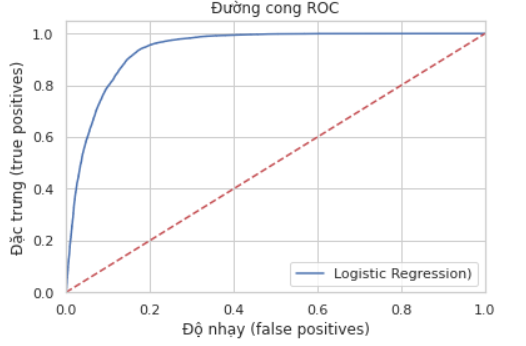 Đường cong ROC
Đặc trưng (true positives)
1.0
0.8
0.6
0.4
0.2
0.0
Logistic Regression)
0.0 0.2 0.4 0.6 0.8 1.0
Độ nhạy (false positives)